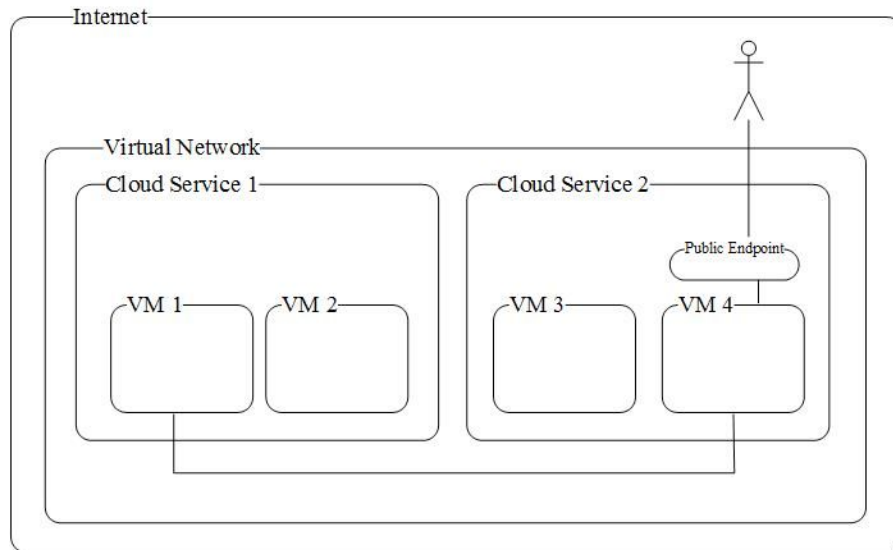 Internet
Virtual Network
Cloud Service 1
Cloud Service 2
Public Endpoint
VM 1
VM 2
VM 3
VM 4